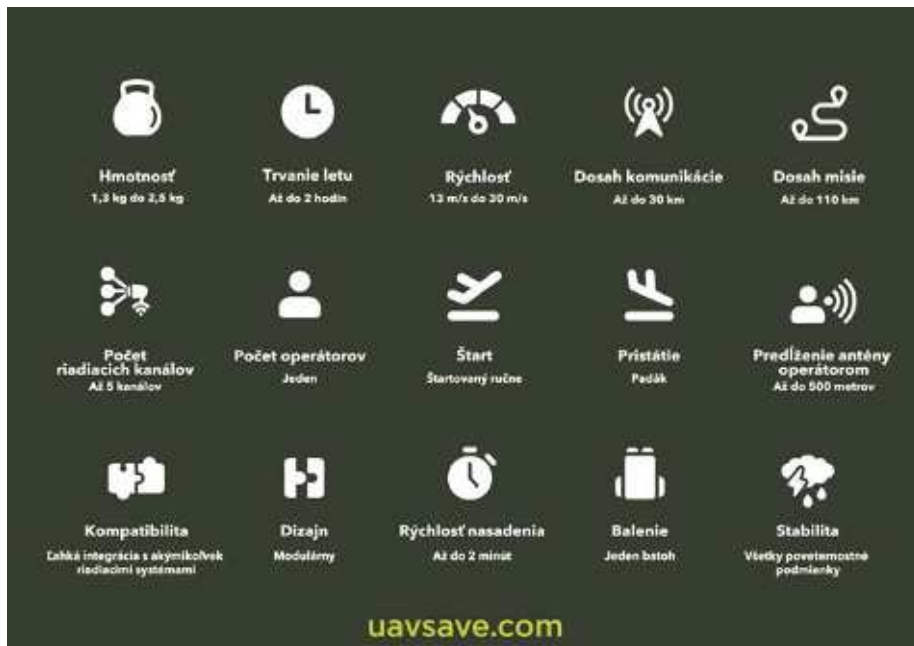 Hmotnosť
1,3 kg do 2,5 kg
Trvanie letu
Až do 2 hodin
Rýchlosť
13 m/s do 30 m/s
Dosah komunikácie
Až do 30 km
Dosah misie
Až do 110 km
Počet
riadiacich kanálov
Až 5 kanálov
Počet operátorov
Jeden
Štart
Štartovaný ručne
Pristátie
Padák
Predĺženie antény
operátorom
Až do 500 metrov
Kompatibilita
Ľahká integrácia s akýmikoľvek
riadiacimi systémami
Dizajn
Modulárny
Rýchlosť nasadenia
Až do 2 minút
Balenie
Jeden batoh
Stabilita
Všetky poveternostné
podmienky
uavsave.com